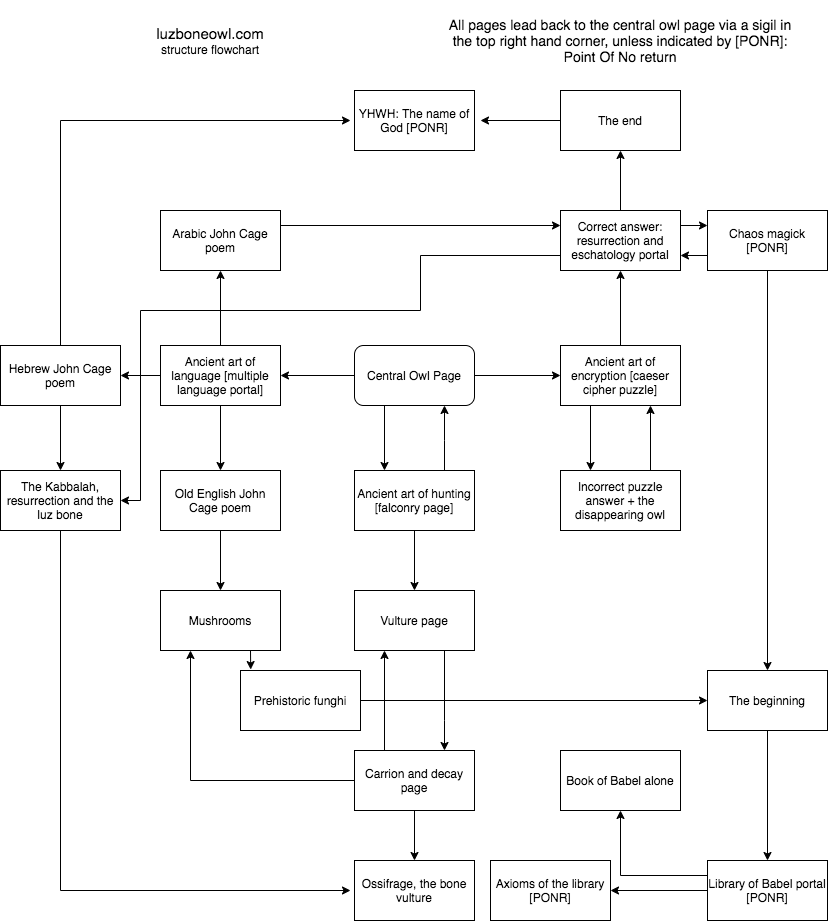 luzboneowl.com
structure flowchart
All pages lead back to the central owl page via a sigil in
the top right hand corner, unless indicated by [PONR]:
Point Of No return
YHWH: The name of
God [PONR]
The end
Arabic John Cage
poem
Correct answer:
resurrection and
eschatology portal
Chaos magick
[PONR]
Hebrew John Cage
poem
Ancient art of
language [multiple
language portal]
Central Owl Page
Ancient art of
encryption [caeser
cipher puzzle]
The Kabbalah,
resurrection and the
luz bone
Old English John
Cage poem
Ancient art of hunting
[falconry page]
Incorrect puzzle
answer + the
disappearing owl
Mushrooms
Vulture page
Prehistoric funghi
The beginning
Carrion and decay
page
Book of Babel alone
Ossifrage, the bone
vulture
Axioms of the library
[PONR]
Library of Babel portal
[PONR]